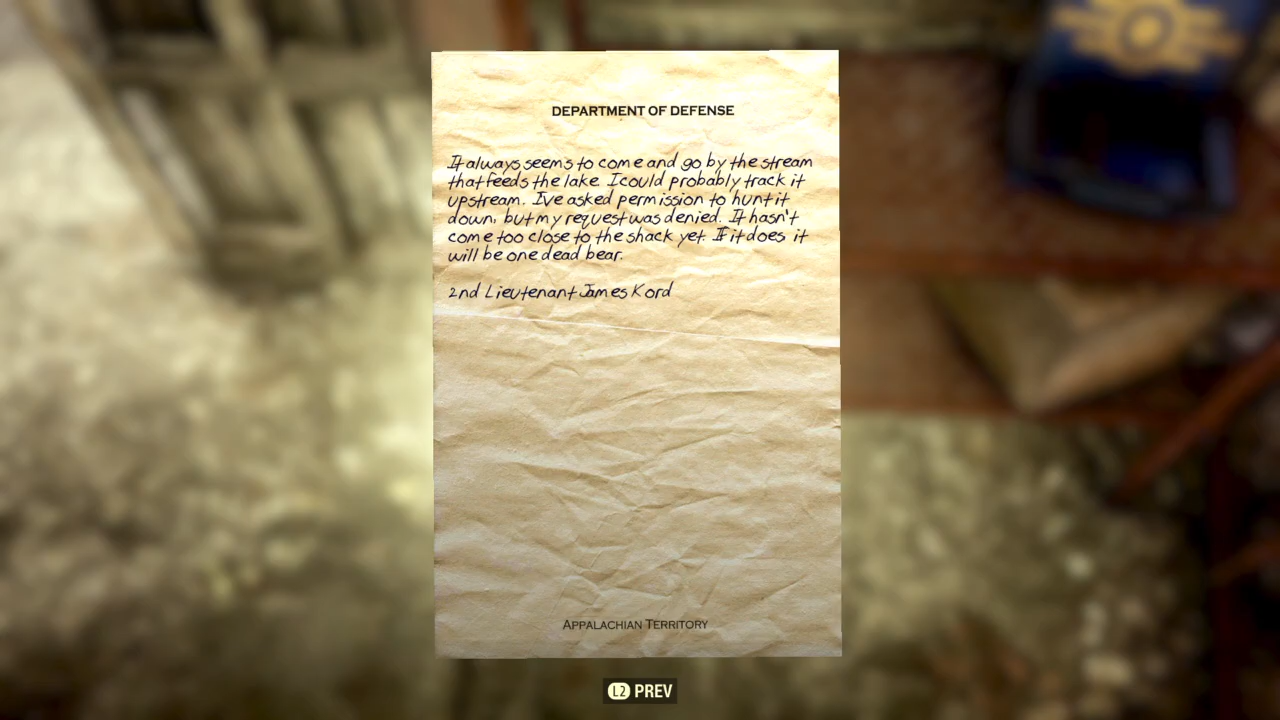 DEPARTMENT OF DEFENSE
It always seems to come and go by the stream
that feeds the lake. I could probably track it
upstream. I've asked permission to hunt it
down, but my request was denied. It hasn't
come too close to the shack yet. If it does it
will be one dead bear.
2nd Lieutenant James Kord
APPALACHIAN TERRITORY
L2 PREV